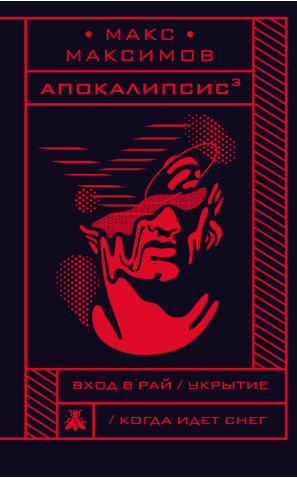 • МАКС •
МАКСИМОВ
АПОКАЛИПСИС³
ВХОД В РАЙ / УКРЫТИЕ
/ КОГДА ИДЕТ СНЕГ